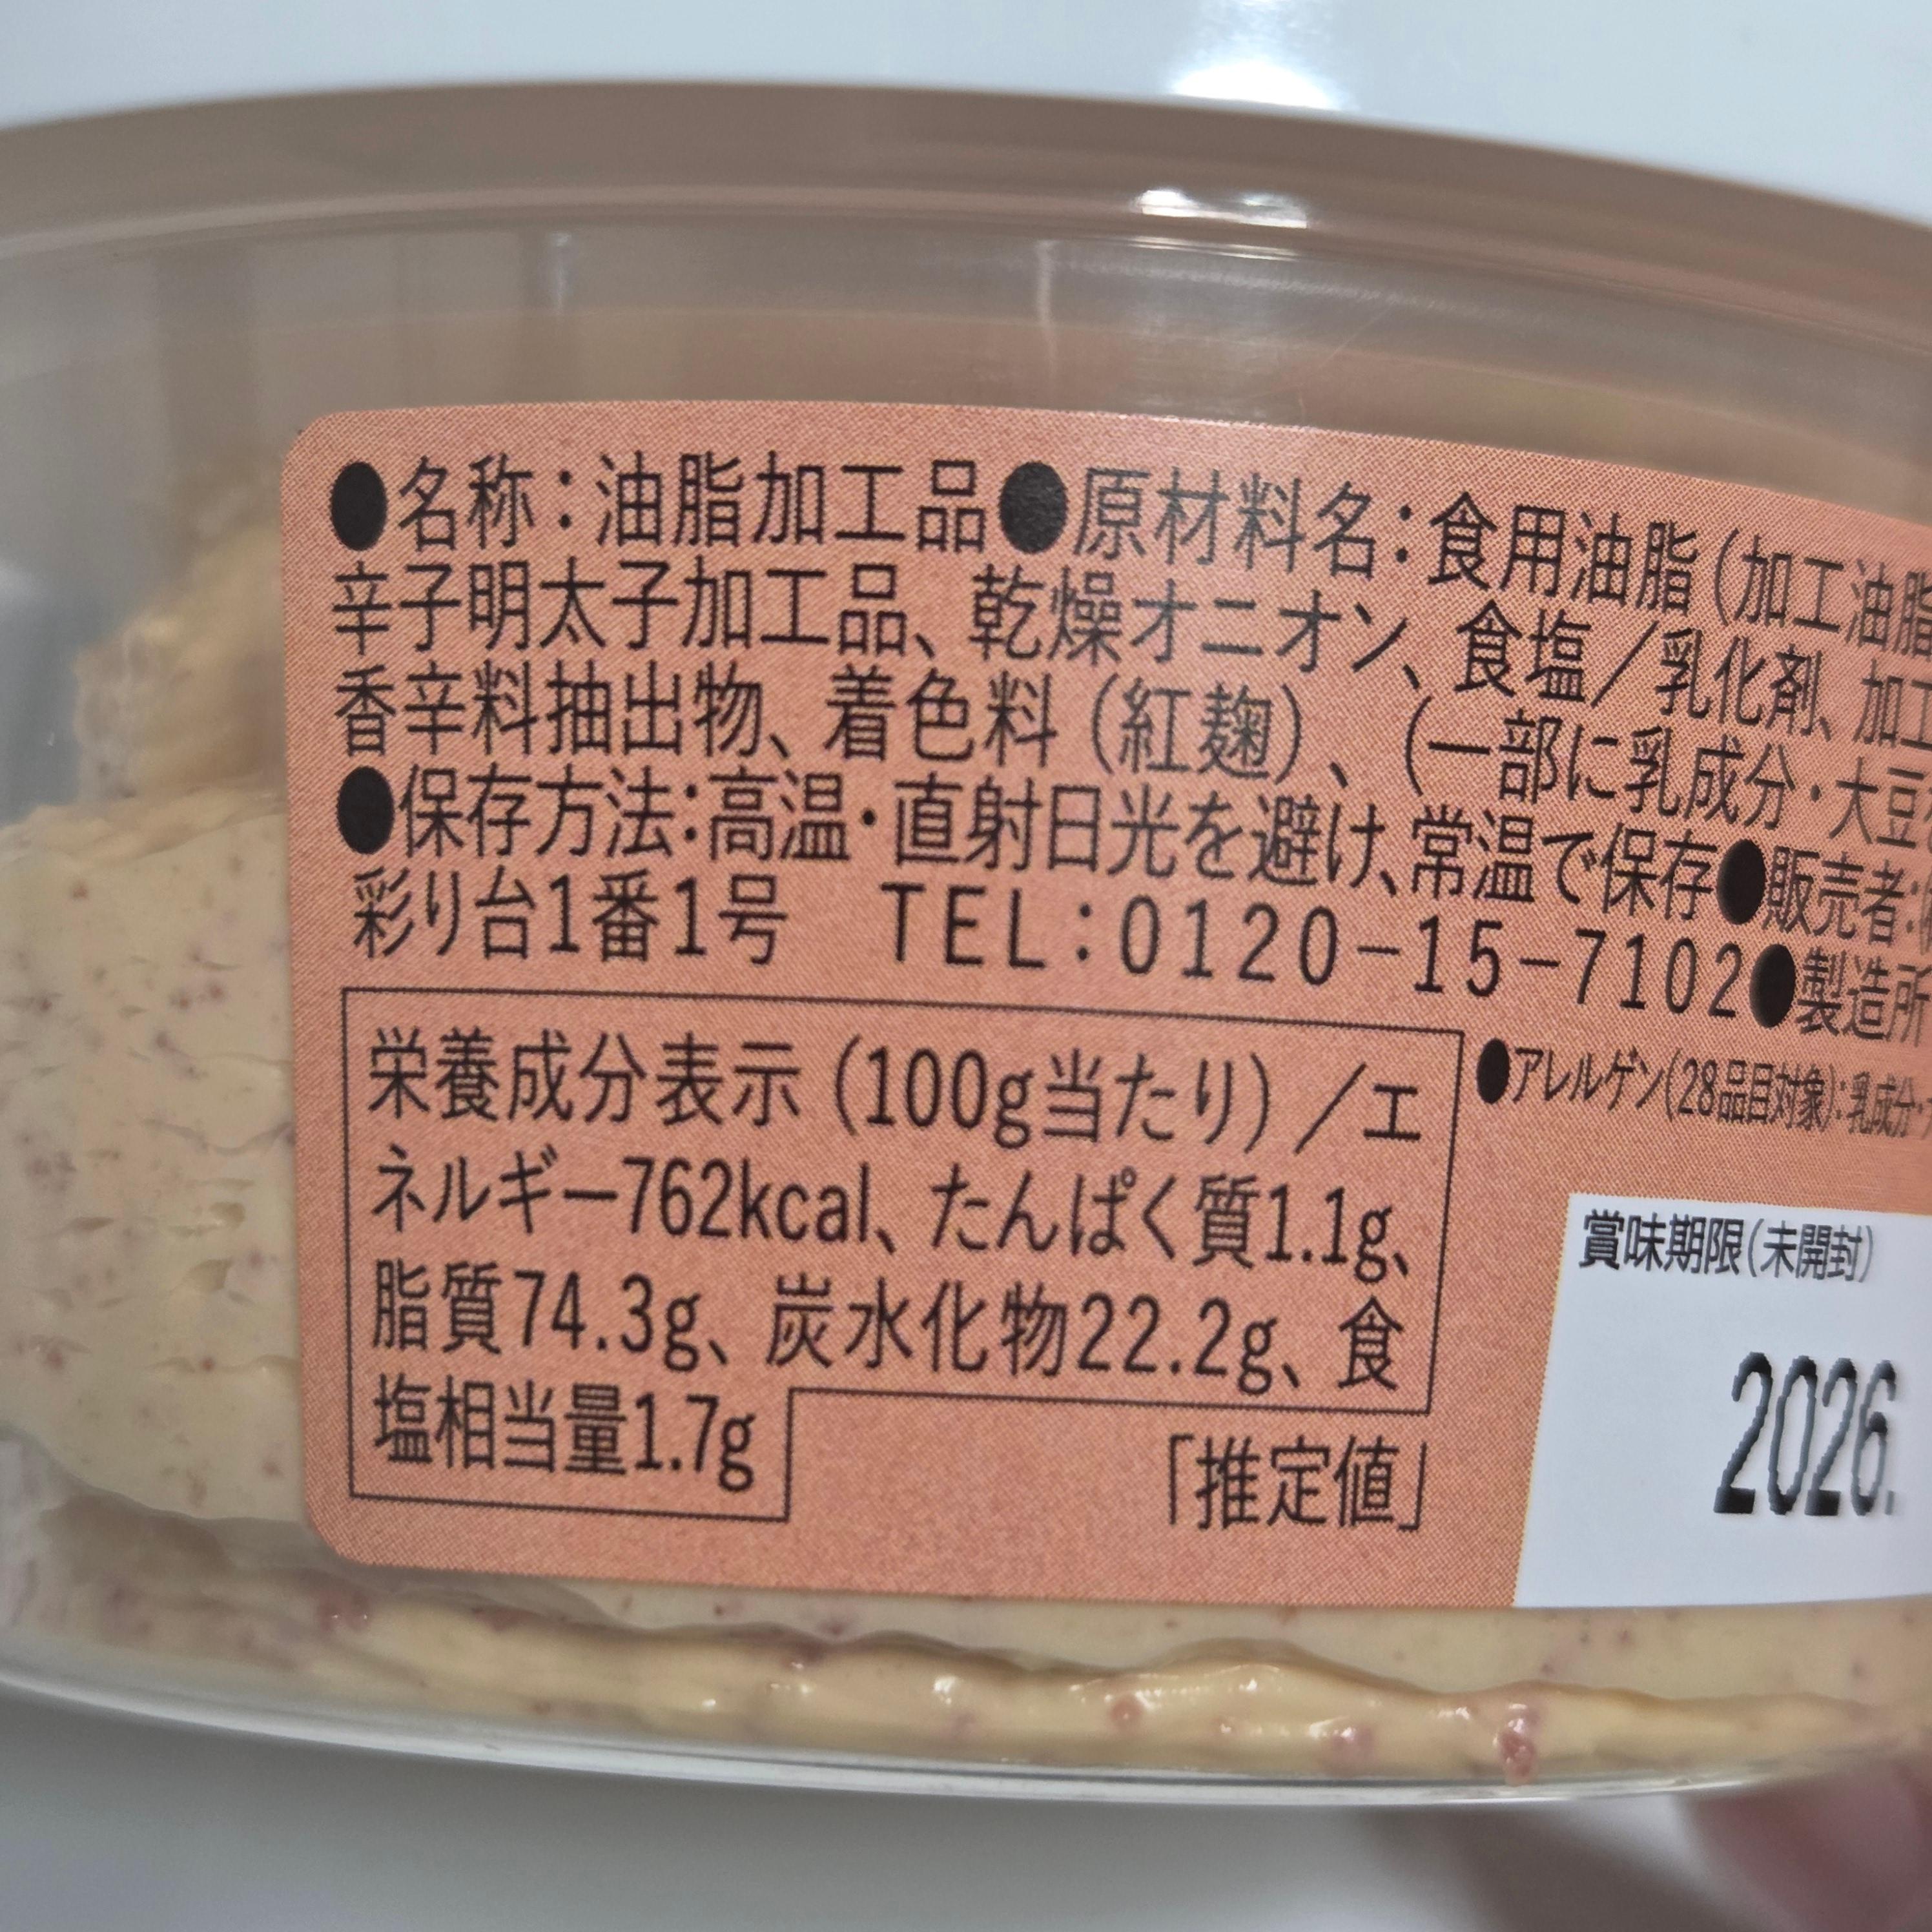 ●名称：油脂加工品●原材料名：食用油脂（加工油脂
辛子明太子加工品、乾燥オニオン、食塩／乳化剤、加工
香辛料抽出物、着色料（紅麹）、（一部に乳成分・大豆
●保存方法：高温・直射日光を避け、常温で保存●販売者：
彩り台1番1号　TEL：0120-15-7102●製造所
栄養成分表示（100g当たり）／エ
ネルギー762kcal、たんぱく質1.1g、
脂質74.3g、炭水化物22.2g、食
塩相当量1.7g
「推定値」
●アレルゲン（28品目対象）：乳成分・
賞味期限（未開封）
2026.